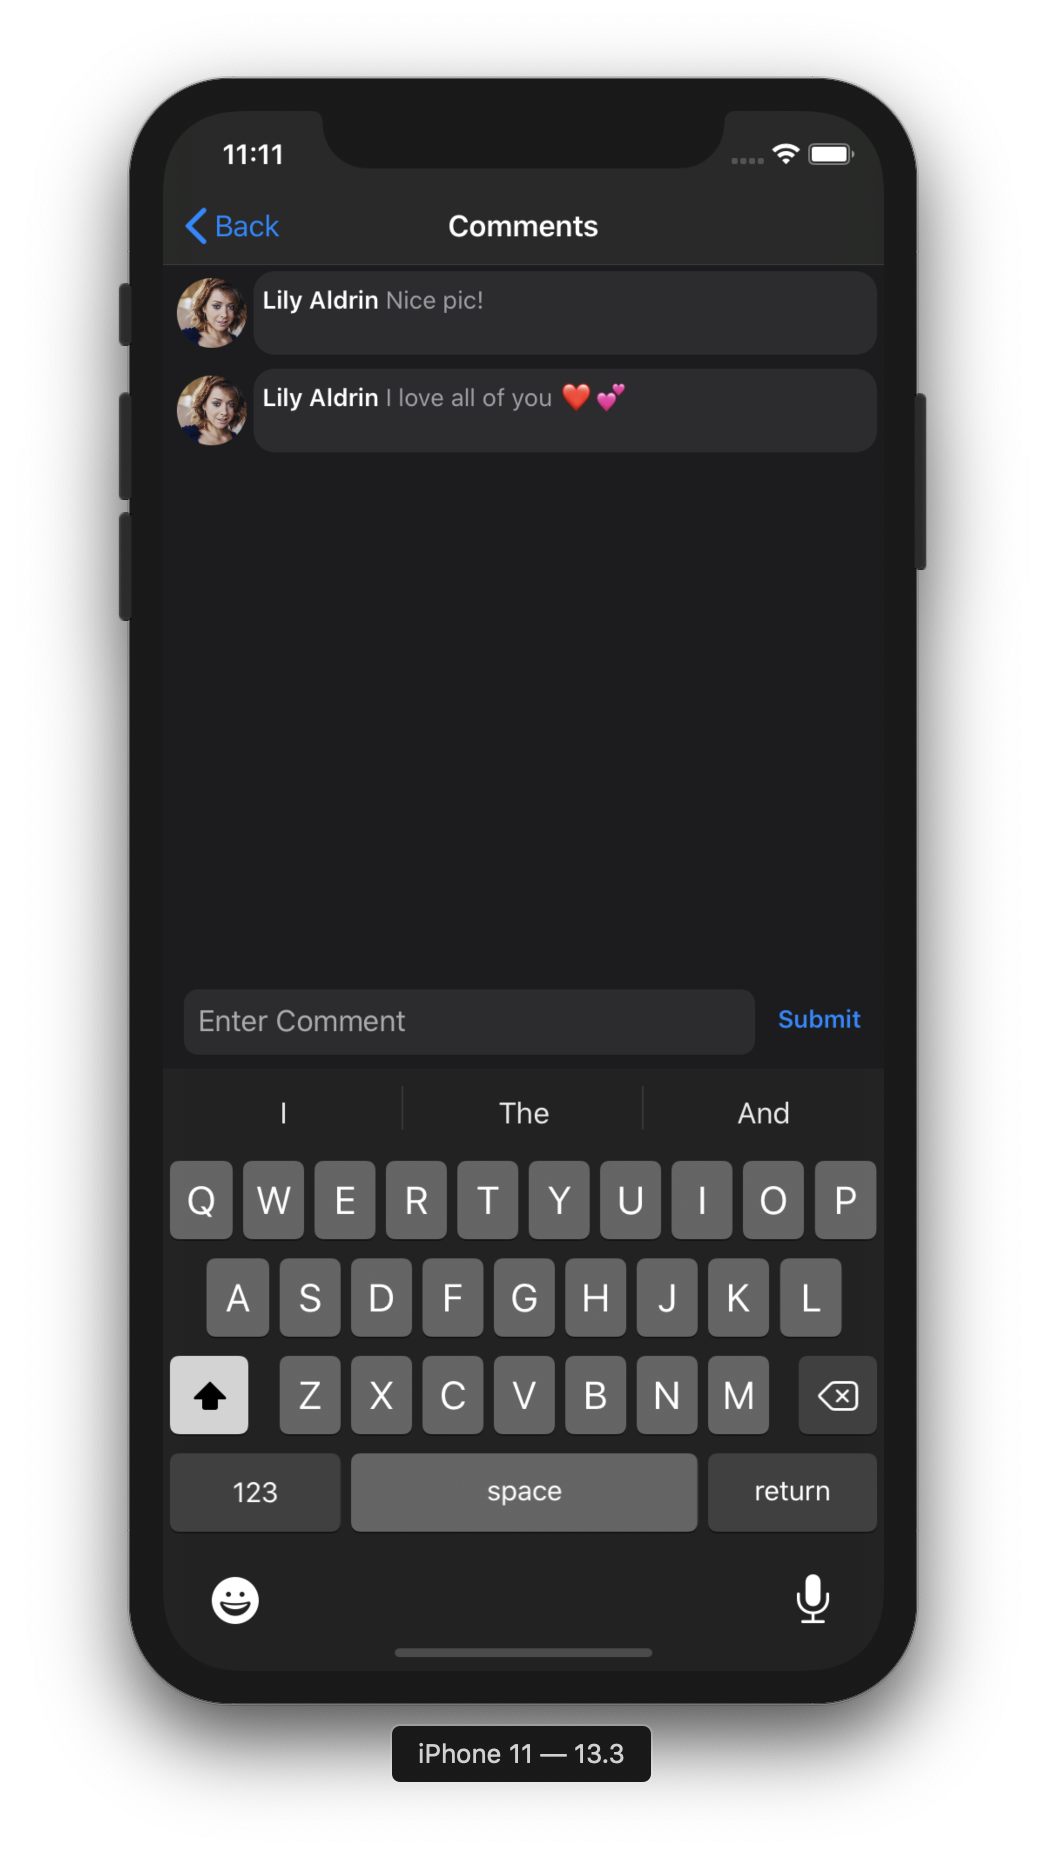 11:11
Back Comments
Lily Aldrin Nice pic!
Lily Aldrin I love all of you ❤️💕
Enter Comment Submit
I The And
Q W E R T Y U I O P
A S D F G H J K L
Z X C V B N M
123 space return
iPhone 11 — 13.3